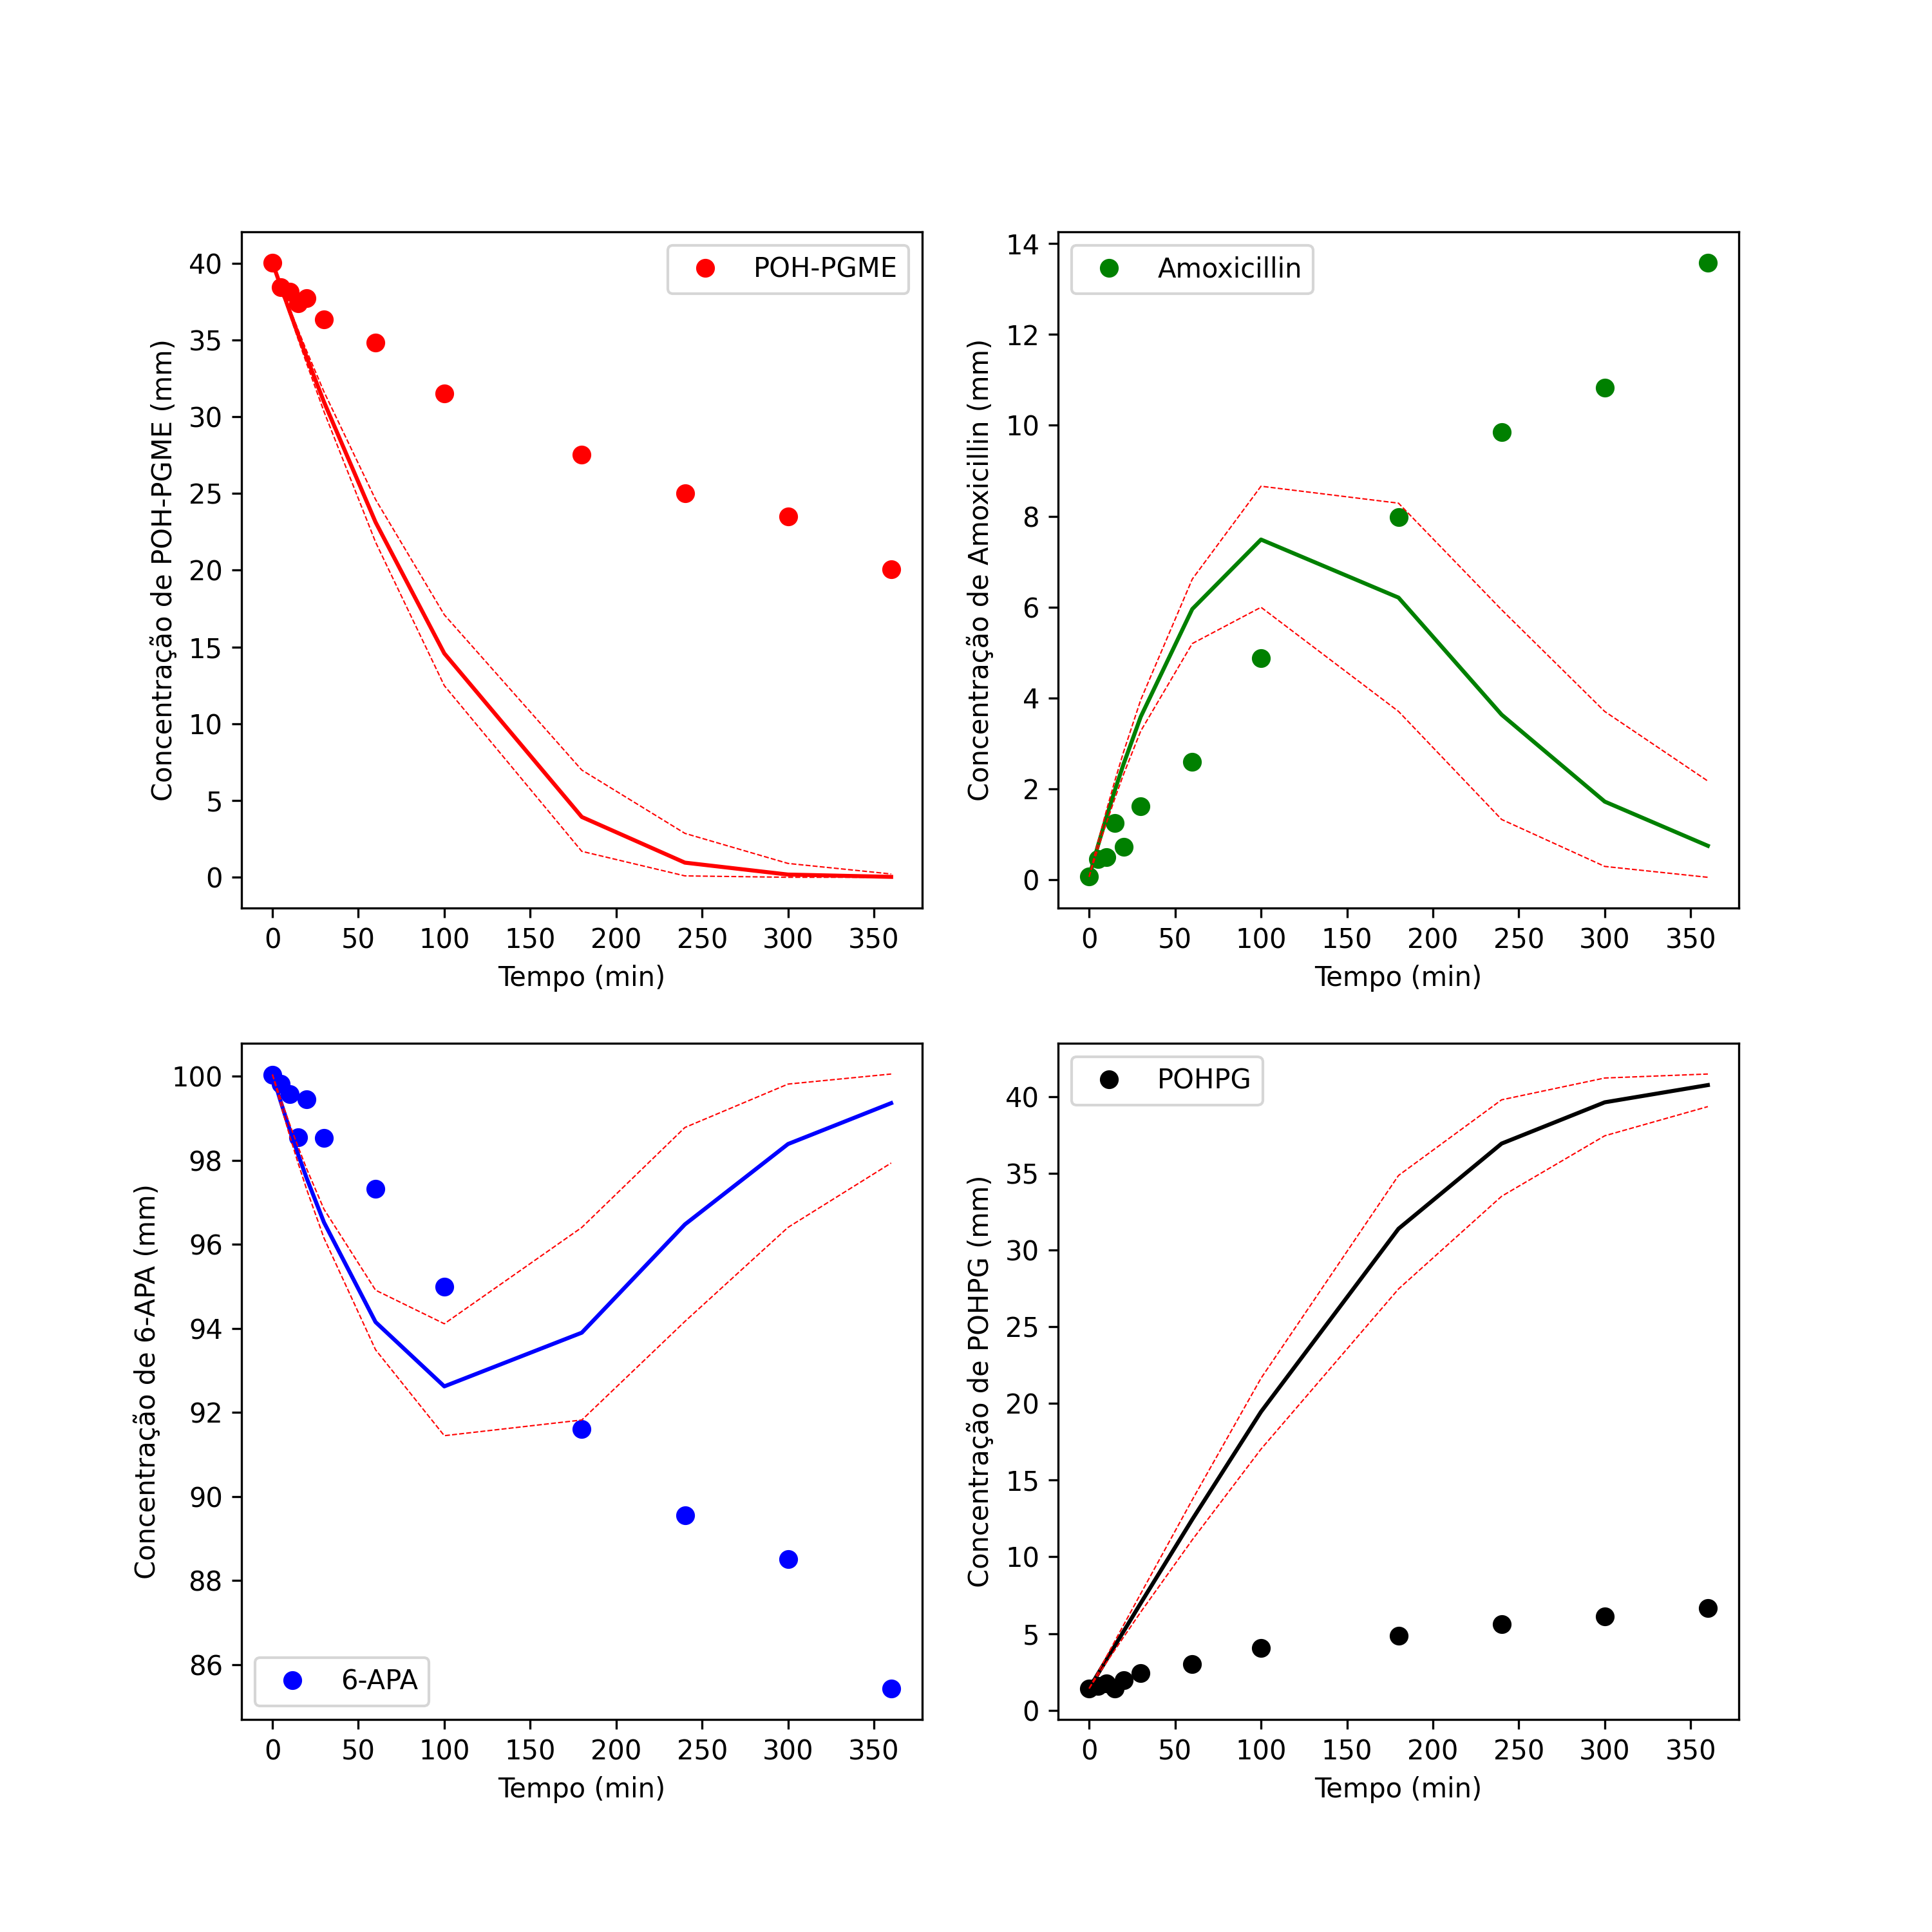 POH-PGME
Concentração de POH-PGME (mm)
40
35
30
25
20
15
10
5
0
0 50 100 150 200 250 300 350
Tempo (min)
Amoxicillin
Concentração de Amoxicillin (mm)
14
12
10
8
6
4
2
0
0 50 100 150 200 250 300 350
Tempo (min)
6-APA
Concentração de 6-APA (mm)
100
98
96
94
92
90
88
86
0 50 100 150 200 250 300 350
Tempo (min)
POHPG
Concentração de POHPG (mm)
40
35
30
25
20
15
10
5
0
0 50 100 150 200 250 300 350
Tempo (min)